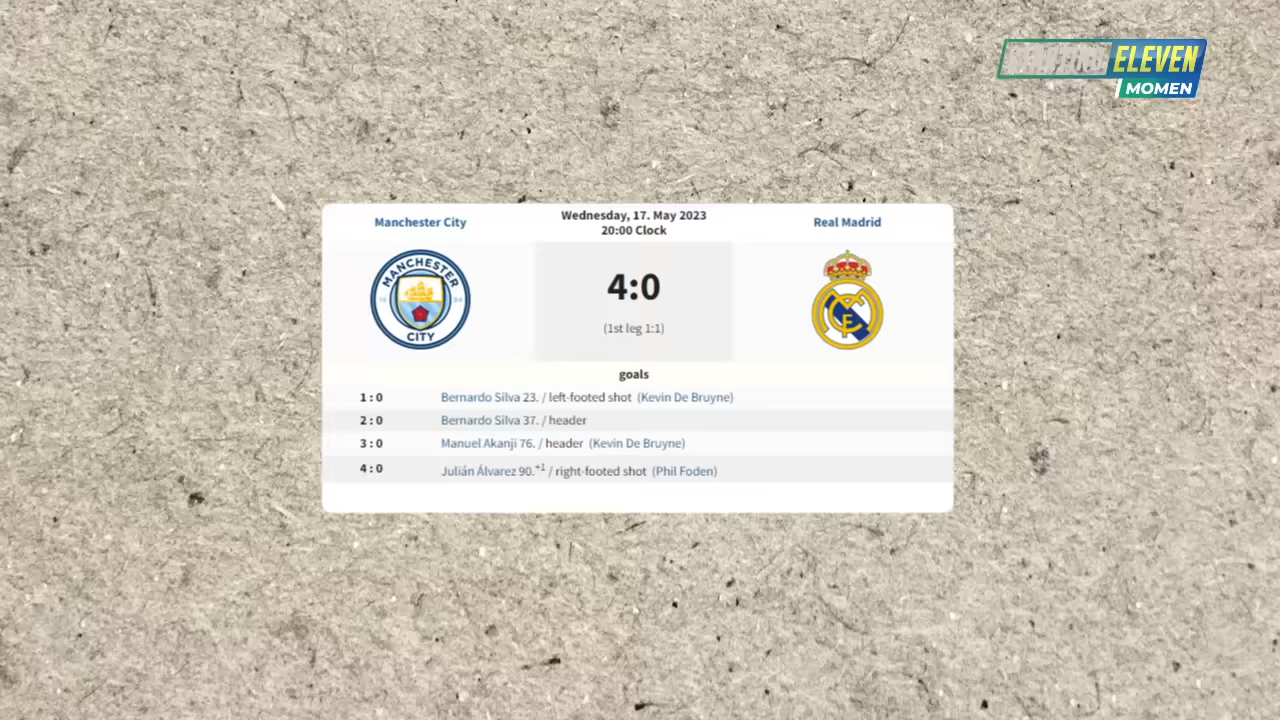 ELEVEN
MOMEN
Manchester City
Wednesday, 17. May 2023
20:00 Clock
Real Madrid
MANCHESTER
CITY
4:0
(1st leg 1:1)
goals
1 : 0 Bernardo Silva 23. / left-footed shot (Kevin De Bruyne)
2 : 0 Bernardo Silva 37. / header
3 : 0 Manuel Akanji 76. / header (Kevin De Bruyne)
4 : 0 Julián Álvarez 90.+1 / right-footed shot (Phil Foden)